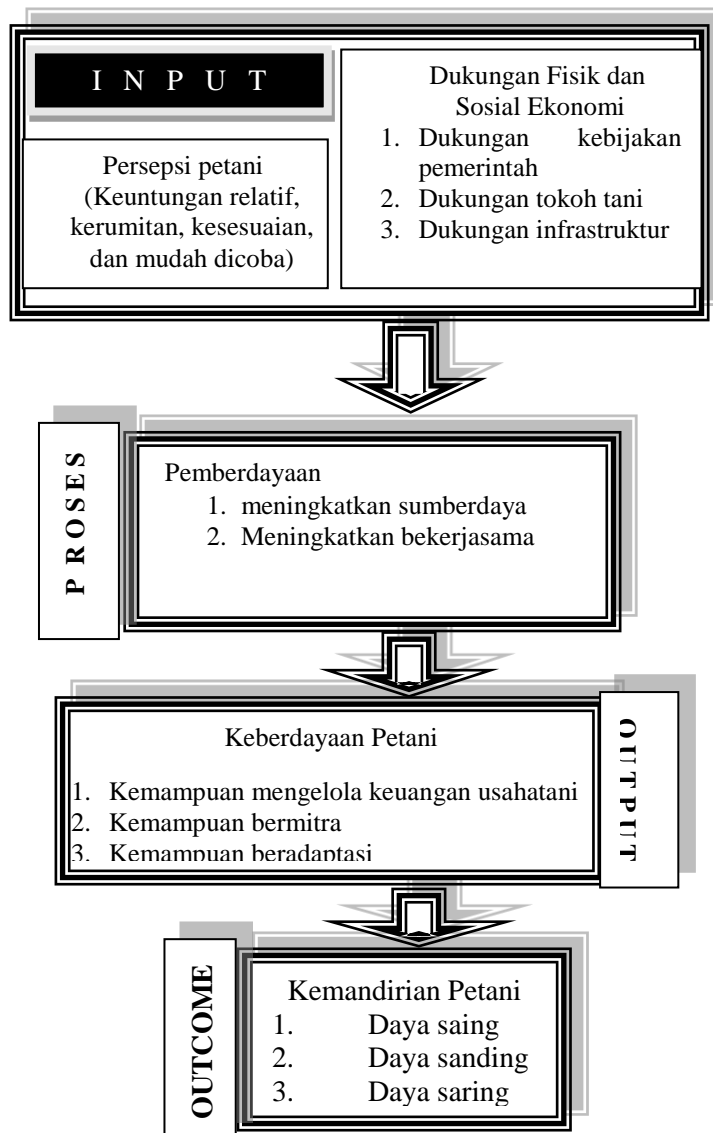 I N P U T
Persepsi petani
(Keuntungan relatif,
kerumitan, kesesuaian,
dan mudah dicoba)
Dukungan Fisik dan
Sosial Ekonomi
1. Dukungan kebijakan
pemerintah
2. Dukungan tokoh tani
3. Dukungan infrastruktur
P R O S E S
Pemberdayaan
1. meningkatkan sumberdaya
2. Meningkatkan bekerjasama
Keberdayaan Petani
1. Kemampuan mengelola keuangan usahatani
2. Kemampuan bermitra
3. Kemampuan beradaptasi
O U T P U T
OUTCOME
Kemandirian Petani
1. Daya saing
2. Daya sanding
3. Daya saring